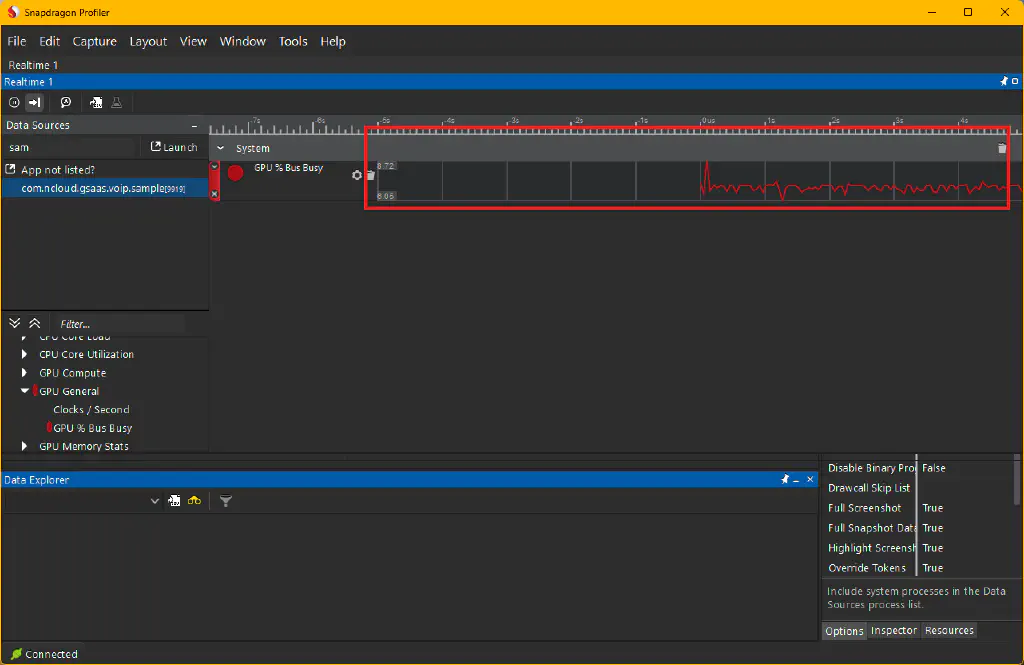 Snapdragon Profiler
File Edit Capture Layout View Window Tools Help
Realtime 1
Realtime 1
Data Sources
sam Launch
App not listed?
com.ncloud.gsaas.voip.sample[9919]
-7s -6s -5s -4s -3s -2s -1s 0us 1s 2s 3s 4s
System
GPU % Bus Busy
8.72
Filter...
CPU Core Load
CPU Core Utilization
GPU Compute
GPU General
Clocks / Second
GPU % Bus Busy
GPU Memory Stats
Data Explorer
Disable Binary Pro False
Drawcall Skip List
Full Screenshot True
Full Snapshot Data True
Highlight Screensh True
Override Tokens True
Include system processes in the Data
Sources process list.
Options Inspector Resources
Connected